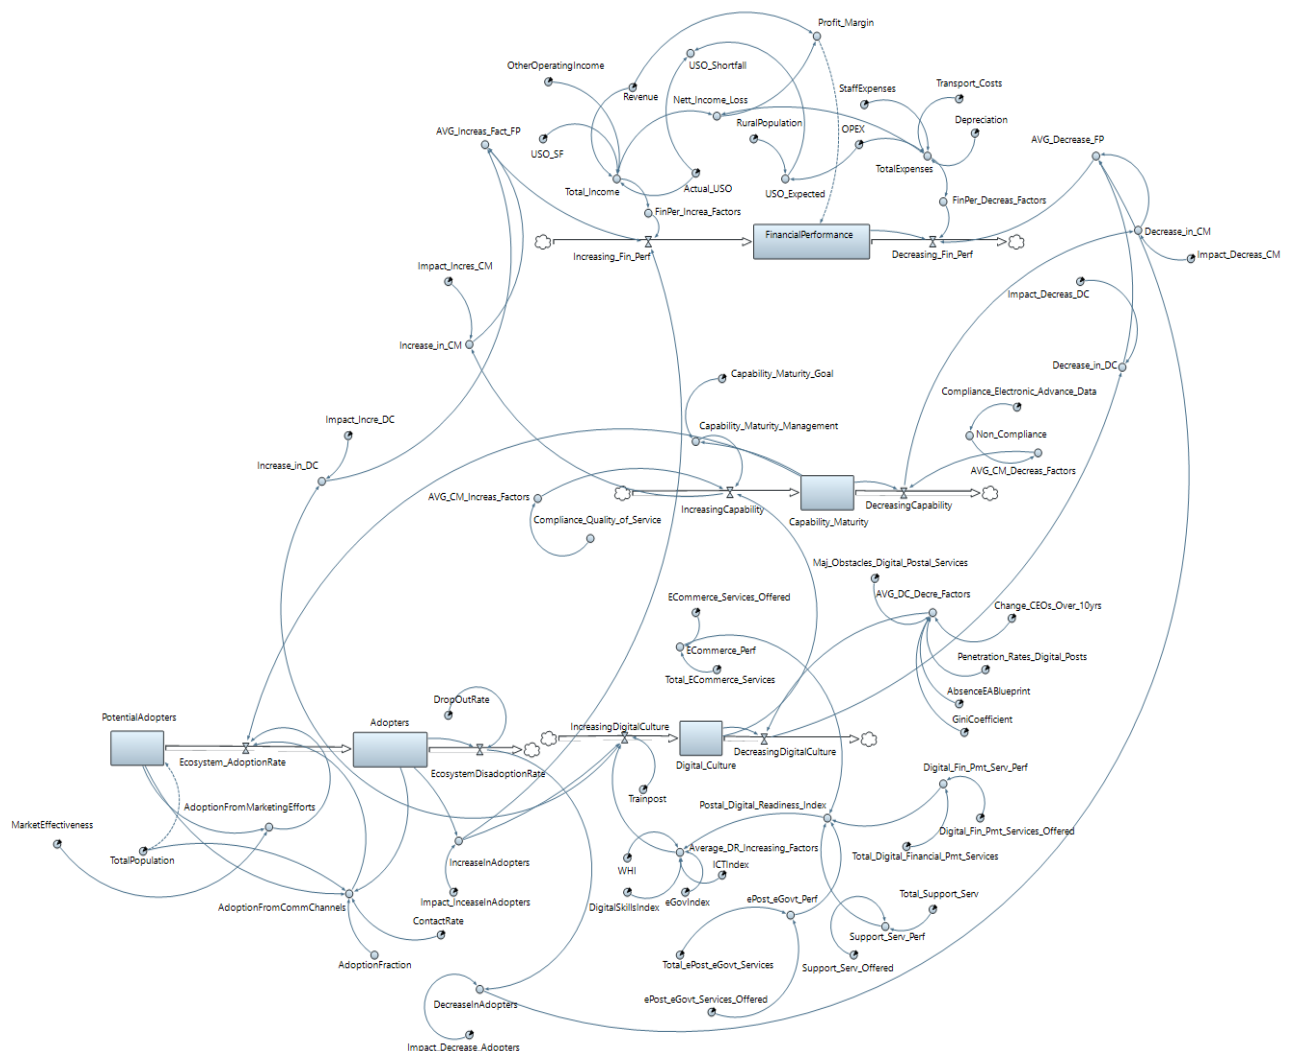 Profit_Margin
USO_Shortfall
OtherOperatingIncome
Revenue
Nett_Income_Loss
StaffExpenses
Transport_Costs
RuralPopulation
OPEX
Depreciation
AVG_Increas_Fact_FP
USO_SF
AVG_Decrease_FP
TotalExpenses
Total_Income
Actual_USO
USO_Expected
FinPer_Increa_Factors
FinPer_Decreas_Factors
FinancialPerformance
Decrease_in_CM
Increasing_Fin_Perf
Decreasing_Fin_Perf
Impact_Decreas_CM
Impact_Incres_CM
Impact_Decreas_DC
Increase_in_CM
Decrease_in_DC
Capability_Maturity_Goal
Compliance_Electronic_Advance_Data
Impact_Incre_DC
Capability_Maturity_Management
Non_Compliance
Increase_in_DC
AVG_CM_Decreas_Factors
AVG_CM_Increas_Factors
IncreasingCapability
DecreasingCapability
Compliance_Quality_of_Service
Capability_Maturity
Maj_Obstacles_Digital_Postal_Services
AVG_DC_Decre_Factors
ECommerce_Services_Offered
Change_CEOs_Over_10yrs
ECommerce_Perf
Penetration_Rates_Digital_Posts
Total_ECommerce_Services
AbsenceEABlueprint
DropOutRate
GiniCoefficient
PotentialAdopters
Adopters
IncreasingDigitalCulture
Ecosystem_AdoptionRate
EcosystemDisadoptionRate
Digital_Culture
DecreasingDigitalCulture
Digital_Fin_Pmt_Serv_Perf
Trainpost
AdoptionFromMarketingEfforts
Postal_Digital_Readiness_Index
MarketEffectiveness
Digital_Fin_Pmt_Services_Offered
TotalPopulation
IncreaseInAdopters
Average_DR_Increasing_Factors
Total_Digital_Financial_Pmt_Services
WHI
ICTIndex
Impact_InceaseInAdopters
DigitalSkillsIndex
eGovIndex
ePost_eGovt_Perf
Total_Support_Serv
AdoptionFromCommChannels
ContactRate
Support_Serv_Perf
AdoptionFraction
Total_ePost_eGovt_Services
Support_Serv_Offered
ePost_eGovt_Services_Offered
DecreaseInAdopters
Impact_Decrease_Adopters